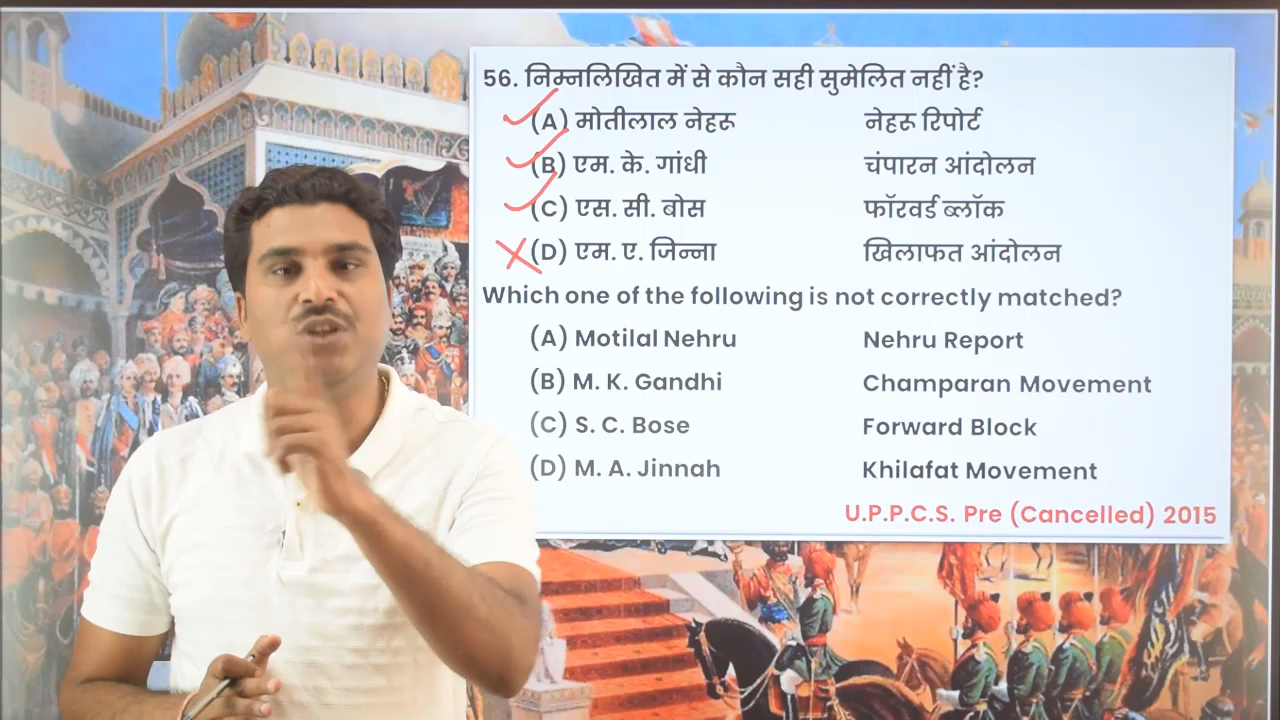 56. निम्नलिखित में से कौन सही सुमेलित नहीं है?
(A) मोतीलाल नेहरू नेहरू रिपोर्ट
(B) एम. के. गांधी चंपारन आंदोलन
(C) एस. सी. बोस फॉरवर्ड ब्लॉक
(D) एम. ए. जिन्ना खिलाफत आंदोलन
Which one of the following is not correctly matched?
(A) Motilal Nehru Nehru Report
(B) M. K. Gandhi Champaran Movement
(C) S. C. Bose Forward Block
(D) M. A. Jinnah Khilafat Movement
U.P.P.C.S. Pre (Cancelled) 2015